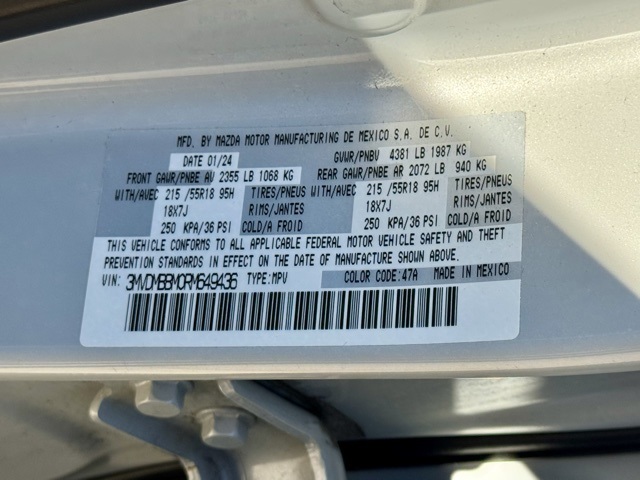 MFD. BY MAZDA MOTOR MANUFACTURING DE MEXICO S.A. DE C.V.
DATE 01/24 GVWR/PNBV 4381 LB 1987 KG
FRONT GAWR/PNBE AV 2355 LB 1068 KG REAR GAWR/PNBE AR 2072 LB 940 KG
WITH/AVEC 215 /55R18 95H TIRES/PNEUS WITH/AVEC 215 /55R18 95H TIRES/PNEUS
18X7J RIMS/JANTES 18X7J RIMS/JANTES
250 KPA/36 PSI COLD/A FROID 250 KPA/36 PSI COLD/A FROID
THIS VEHICLE CONFORMS TO ALL APPLICABLE FEDERAL MOTOR VEHICLE SAFETY AND THEFT
PREVENTION STANDARDS IN EFFECT ON THE DATE OF MANUFACTURE SHOWN ABOVE.
VIN: 3MVDMBBM0RM649436 TYPE:MPV COLOR CODE:47A MADE IN MEXICO